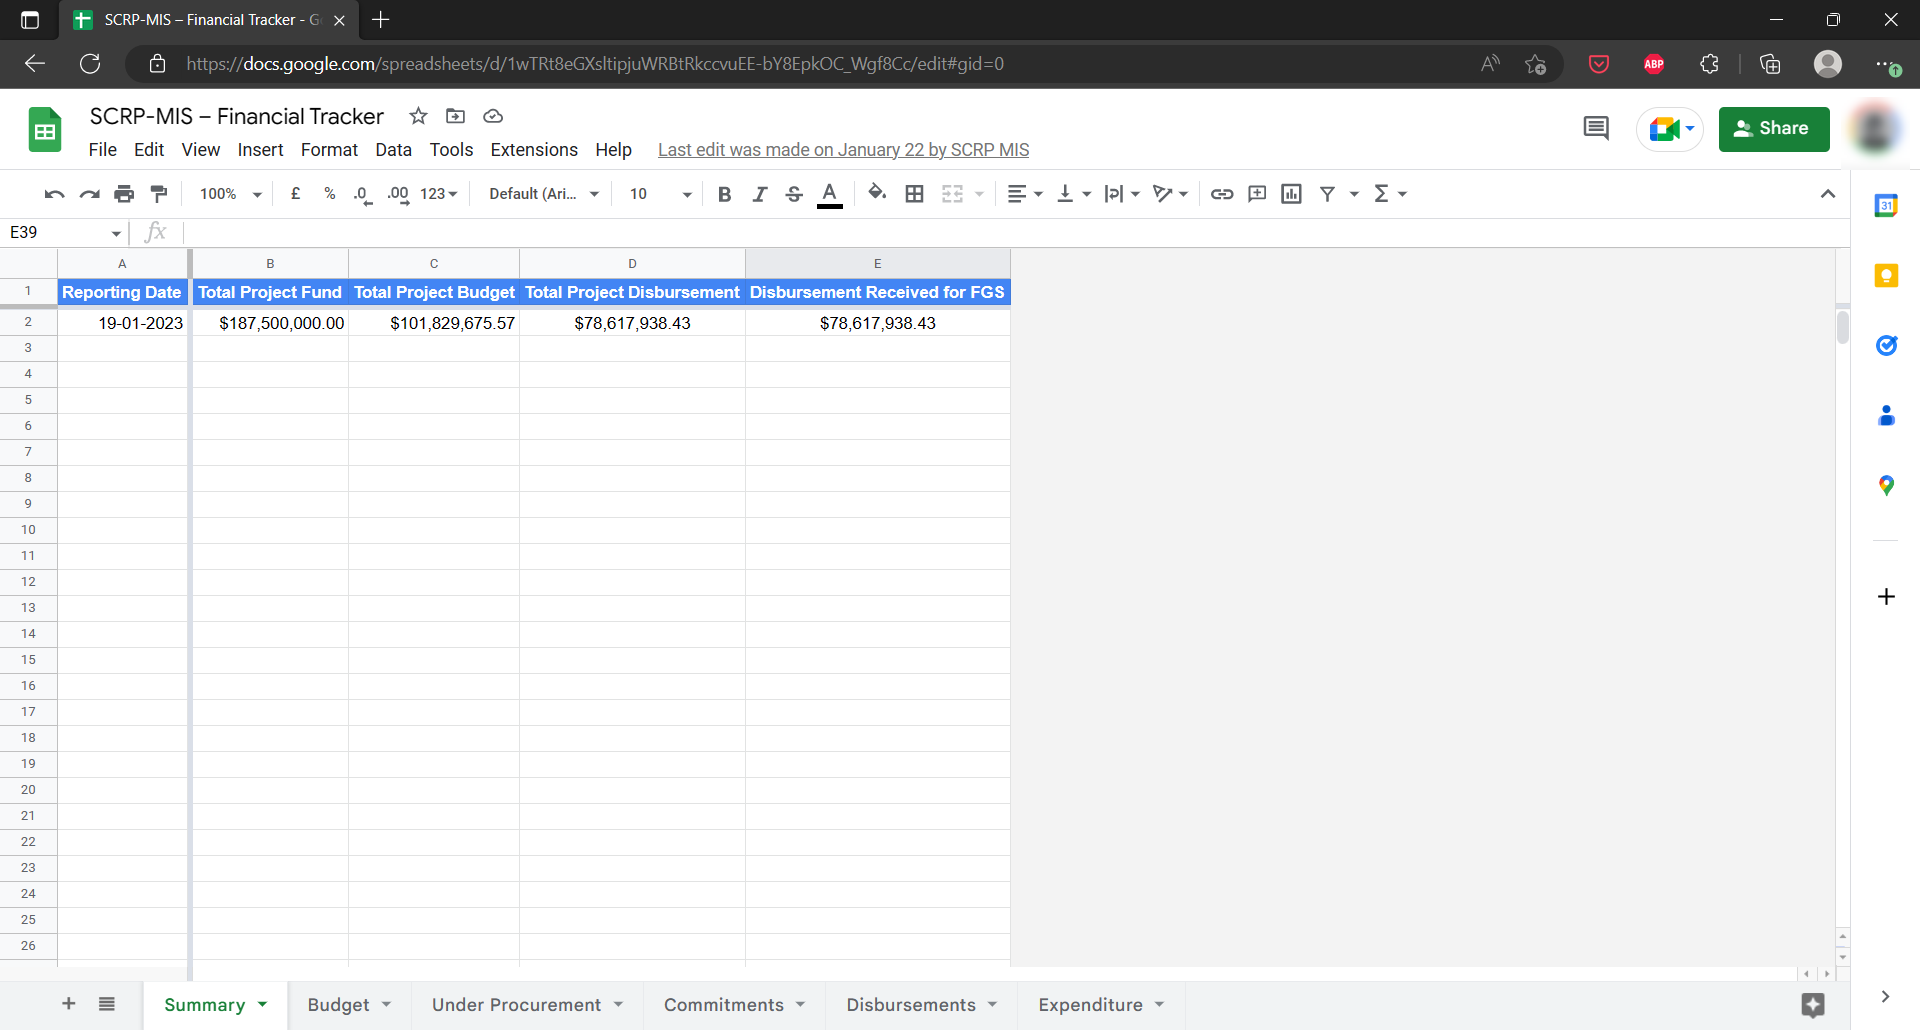 SCRP-MIS – Financial Tracker - G
https://docs.google.com/spreadsheets/d/1wTRt8eGXsltipjuWRBtRkccvuEE-bY8EpkOC_Wgf8Cc/edit#gid=0
ABP
SCRP-MIS – Financial Tracker
Share
File Edit View Insert Format Data Tools Extensions Help Last edit was made on January 22 by SCRP MIS
100% £ % .0 .00 123 Default (Ari... 10 B I S A Σ
31
E39 fx
A B C D E
1 Reporting Date Total Project Fund Total Project Budget Total Project Disbursement Disbursement Received for FGS
2 19-01-2023 $187,500,000.00 $101,829,675.57 $78,617,938.43 $78,617,938.43
3
4
5
6
7
8
9
10
11
12
13
14
15
16
17
18
19
20
21
22
23
24
25
26
Summary Budget Under Procurement Commitments Disbursements Expenditure